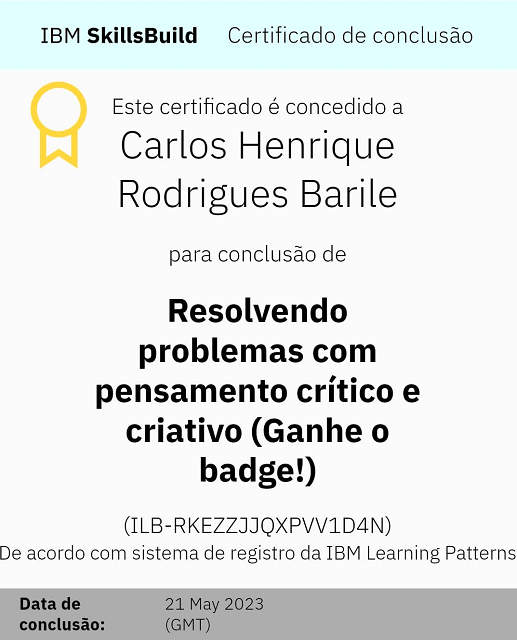 IBM SkillsBuild Certificado de conclusão
Este certificado é concedido a
Carlos Henrique
Rodrigues Barile
para conclusão de
Resolvendo
problemas com
pensamento crítico e
criativo (Ganhe o
badge!)
(ILB-RKEZZJJQXPVV1D4N)
De acordo com sistema de registro da IBM Learning Patterns
Data de 21 May 2023
conclusão: (GMT)